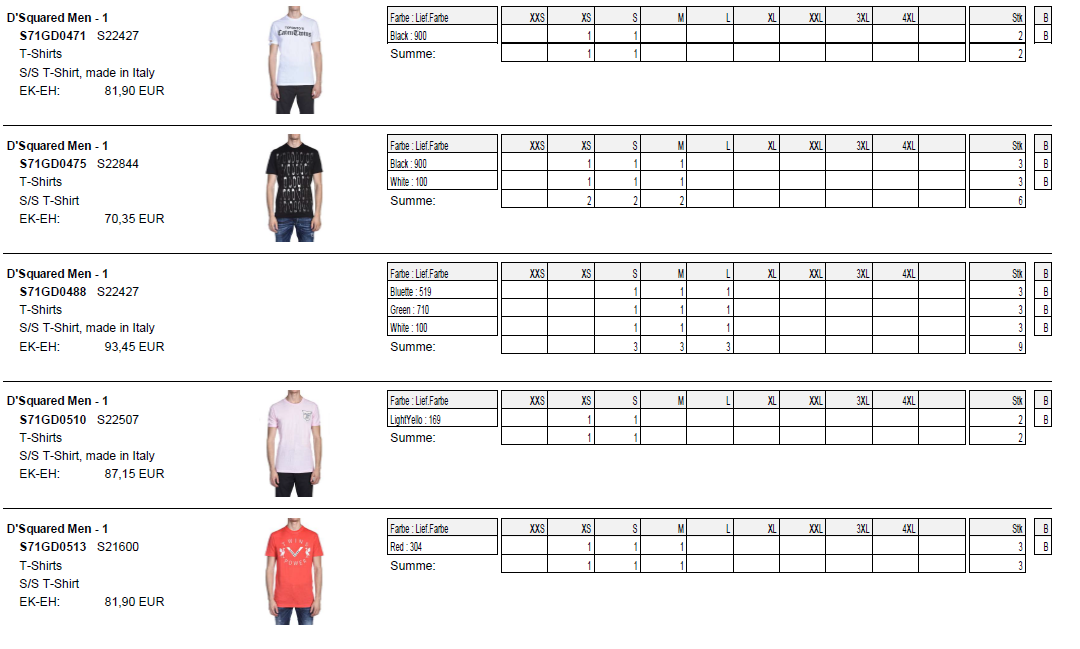 D'Squared Men - 1
S71GD0471 S22427
T-Shirts
S/S T-Shirt, made in Italy
EK-EH: 81,90 EUR
Farbe : Lief.Farbe XXS XS S M L XL XXL 3XL 4XL Stk B
Black : 900 1 1 2 B
Summe: 1 1 2
D'Squared Men - 1
S71GD0475 S22844
T-Shirts
S/S T-Shirt
EK-EH: 70,35 EUR
Farbe : Lief.Farbe XXS XS S M L XL XXL 3XL 4XL Stk B
Black : 900 1 1 1 3 B
White : 100 1 1 1 3 B
Summe: 2 2 2 6
D'Squared Men - 1
S71GD0488 S22427
T-Shirts
S/S T-Shirt, made in Italy
EK-EH: 93,45 EUR
Farbe : Lief.Farbe XXS XS S M L XL XXL 3XL 4XL Stk B
Bluette : 519 1 1 1 3 B
Green : 710 1 1 1 3 B
White : 100 1 1 1 3 B
Summe: 3 3 3 9
D'Squared Men - 1
S71GD0510 S22507
T-Shirts
S/S T-Shirt, made in Italy
EK-EH: 87,15 EUR
Farbe : Lief.Farbe XXS XS S M L XL XXL 3XL 4XL Stk B
LightYello : 169 1 1 2 B
Summe: 1 1 2
D'Squared Men - 1
S71GD0513 S21600
T-Shirts
S/S T-Shirt
EK-EH: 81,90 EUR
TWINS
POWER
Farbe : Lief.Farbe XXS XS S M L XL XXL 3XL 4XL Stk B
Red : 304 1 1 1 3 B
Summe: 1 1 1 3